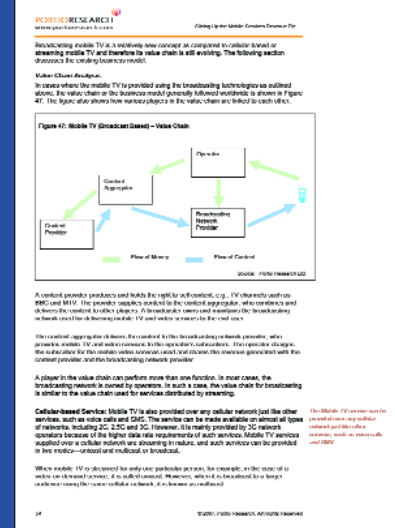 PORTIORESEARCH
www.portioresearch.com
Slicing Up the Mobile Services Revenue Pie
Broadcasting mobile TV is a relatively new concept as compared to cellular-based or
streaming mobile TV and therefore its value chain is still evolving. The following section
discusses the existing business model.
Value Chain Analysis
In cases where the mobile TV is provided using the broadcasting technologies as outlined
above, the value chain or the business model generally followed worldwide is shown in Figure
47. The figure also shows how various players in the value chain are linked to each other.
Figure 47: Mobile TV (Broadcast Based) – Value Chain
Operator
Content
Aggregator
Broadcasting
Network
Provider
Content
Provider
Flow of Money
Flow of Content
Source: Portio Research Ltd.
A content provider produces and holds the right to sell content, e.g., TV channels such as
BBC and MTV. The provider supplies content to the content aggregator, who combines and
delivers the content to other players. A broadcaster owns and maintains the broadcasting
network used for delivering mobile TV and video services to the end user.
The content aggregator delivers the content to the broadcasting network provider, who
provides mobile TV and video services to the operator's subscribers. The operator charges
the subscriber for the mobile video services used and shares the revenue generated with the
content provider and the broadcasting network provider.
A player in the value chain can perform more than one function. In most cases, the
broadcasting network is owned by operators. In such a case, the value chain for broadcasting
is similar to the value chain used for services distributed by streaming.
Cellular-based Service: Mobile TV is also provided over any cellular network just like other
services, such as voice calls and SMS. The service can be made available on almost all types
of networks, including 2G, 2.5G and 3G. However, it is mainly provided by 3G network
operators because of the higher data rate requirements of such services. Mobile TV services
supplied over a cellular network are streaming in nature, and such services can be provided
in two modes—unicast and multicast or broadcast.
The Mobile TV service can be
provided over any cellular
network just like other
services, such as voice calls
and SMS
When mobile TV is streamed for only one particular person, for example, in the case of a
video on demand service, it is called unicast. However, when it is broadcast to a larger
audience using the same cellular network, it is known as multicast.
© 2007, Portio Research. All Rights Reserved